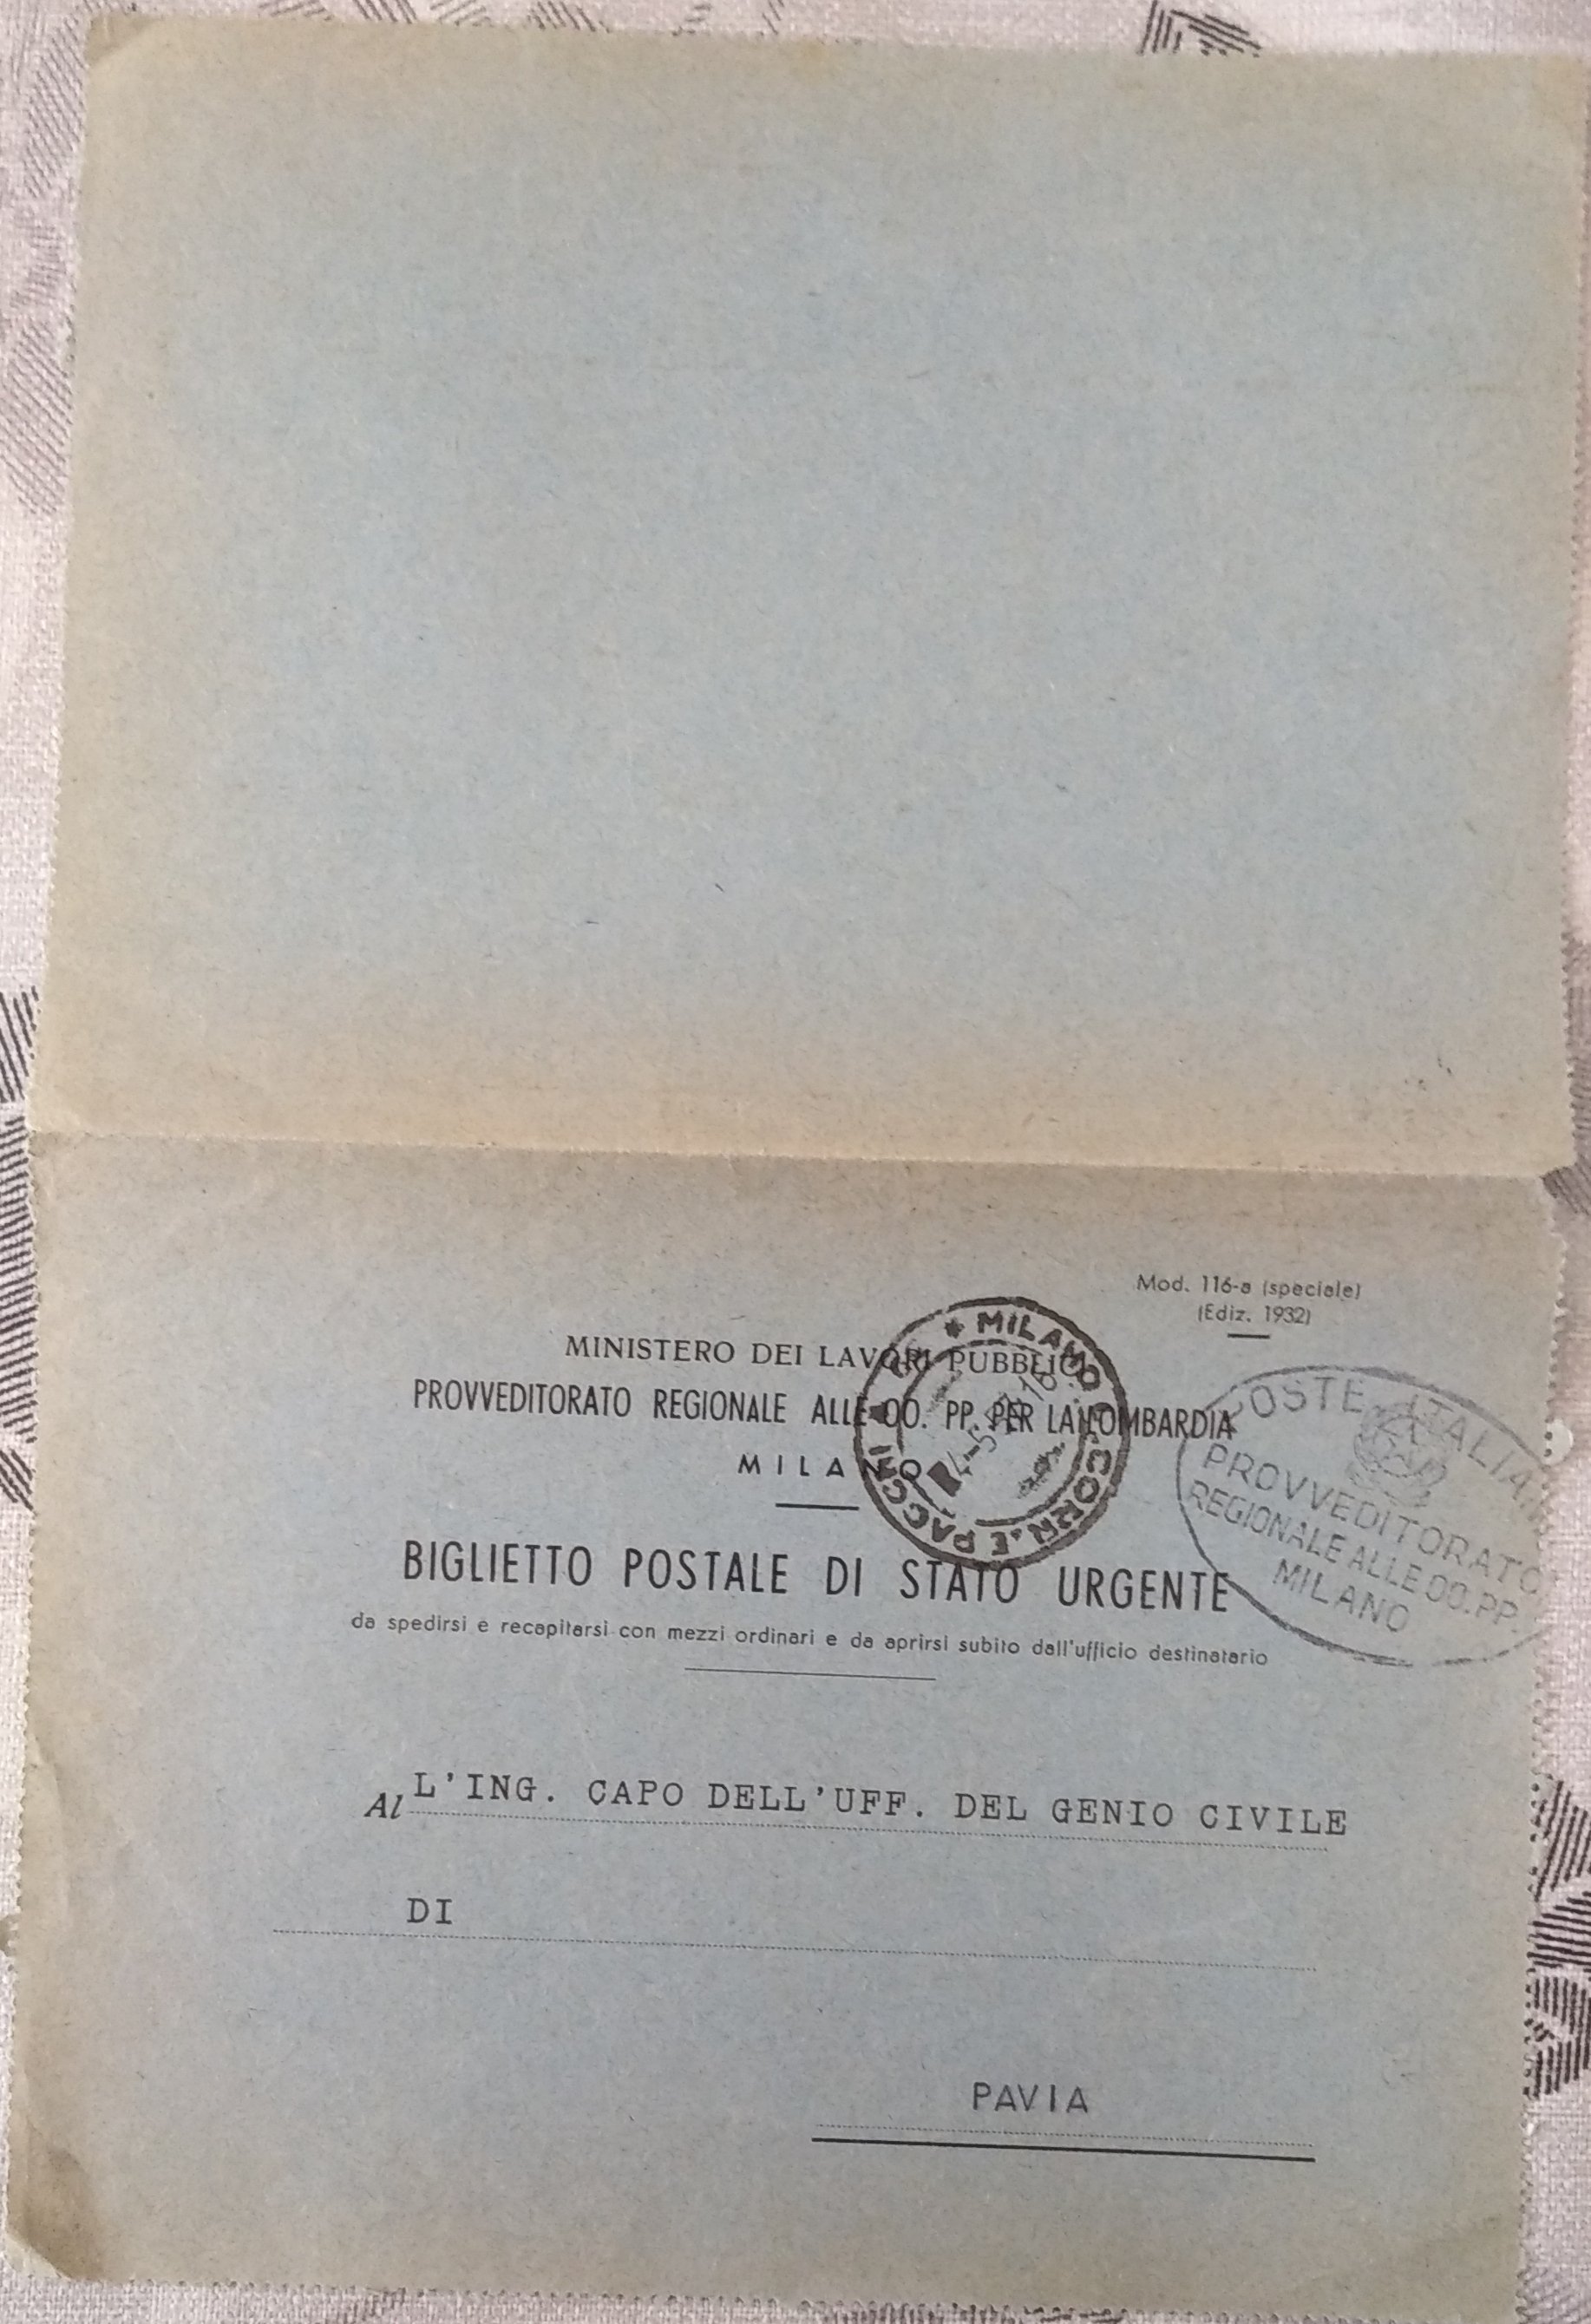 Mod. 116-a (speciale)
(Ediz. 1932)
MINISTERO DEI LAVORI PUBBLICI
PROVVEDITORATO REGIONALE ALLE OO. PP. PER LA LOMBARDIA
MILANO
MILANO CORR. E PACCHI
POSTE ITALIANE
PROVVEDITORATO
REGIONALE ALLE OO.PP.
MILANO
BIGLIETTO POSTALE DI STATO URGENTE
da spedirsi e recapitarsi con mezzi ordinari e da aprirsi subito dall'ufficio destinatario
Al L'ING. CAPO DELL'UFF. DEL GENIO CIVILE
DI
PAVIA